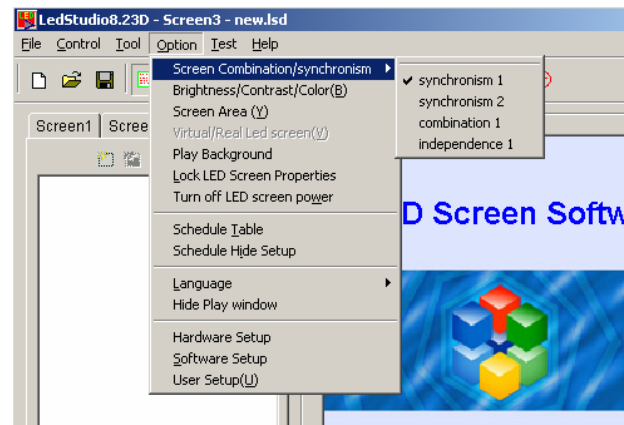 LedStudio8.23D - Screen3 - new.lsd
File Control Tool Option Test Help
Screen Combination/synchronism
Brightness/Contrast/Color(B)
Screen Area (Y)
Virtual/Real Led screen(V)
Play Background
Lock LED Screen Properties
Turn off LED screen power
Schedule Table
Schedule Hide Setup
Language
Hide Play window
Hardware Setup
Software Setup
User Setup(U)
synchronism 1
synchronism 2
combination 1
independence 1
Screen1 Scree
D Screen Softw